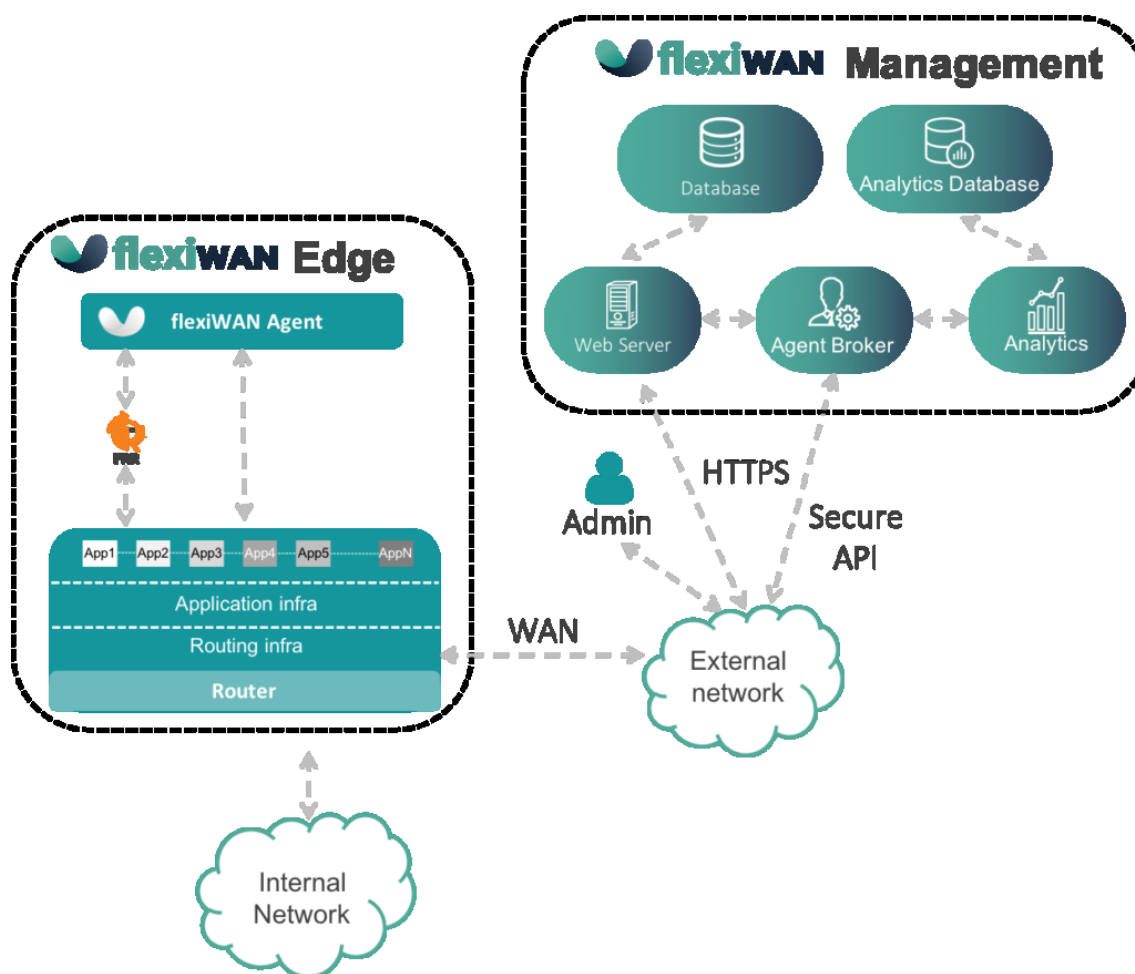 flexiWAN Management
Database
Analytics Database
Web Server
Agent Broker
Analytics
flexiWAN Edge
flexiWAN Agent
FRR
App1
App2
App3
App4
App5
AppN
Application infra
Routing infra
Router
HTTPS
Secure
API
Admin
WAN
External
network
Internal
Network